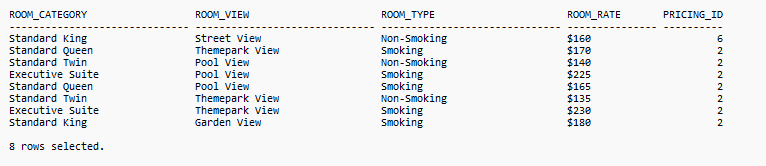 ROOM_CATEGORY ROOM_VIEW ROOM_TYPE ROOM_RATE PRICING_ID
------------------------------ ------------------------------ ------------------------------ --------------- ----------
Standard King Street View Non-Smoking $160 6
Standard Queen Themepark View Smoking $170 2
Standard Twin Pool View Non-Smoking $140 2
Executive Suite Pool View Smoking $225 2
Standard Queen Pool View Smoking $165 2
Standard Twin Themepark View Non-Smoking $135 2
Executive Suite Themepark View Smoking $230 2
Standard King Garden View Smoking $180 2
8 rows selected.